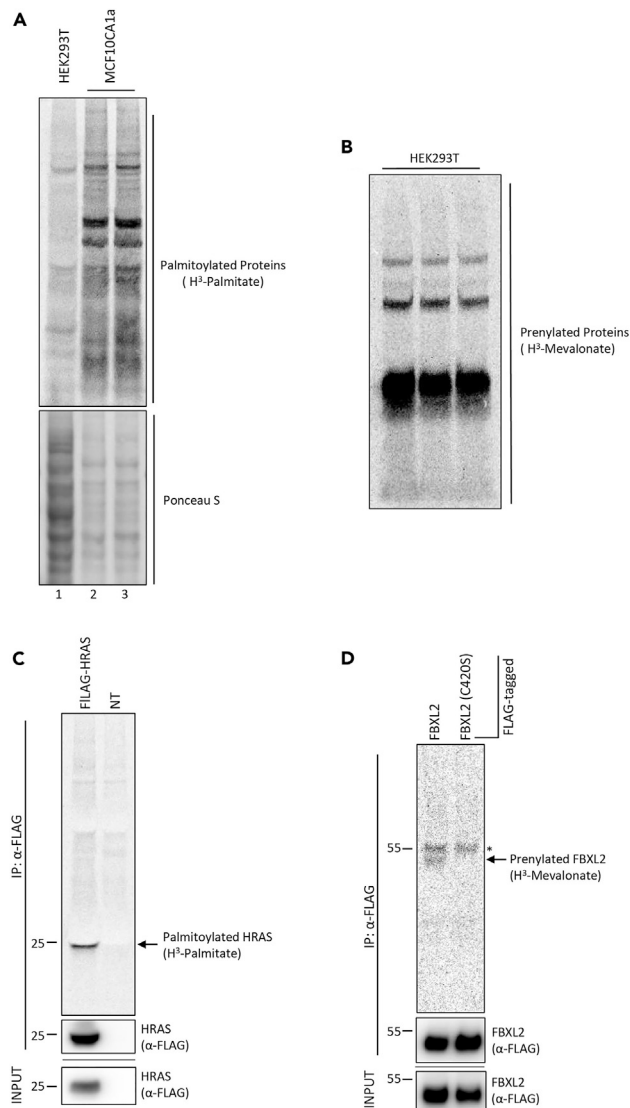 A
HEK293T
MCF10CA1a
Palmitoylated Proteins
( H³-Palmitate)
Ponceau S
1 2 3
B
HEK293T
Prenylated Proteins
( H³-Mevalonate)
C
FlLAG-HRAS
NT
IP: α-FLAG
25
Palmitoylated HRAS
(H³-Palmitate)
25
HRAS
(α-FLAG)
INPUT
25
HRAS
(α-FLAG)
D
FBXL2
FBXL2 (C420S)
FLAG-tagged
IP: α-FLAG
55
*
Prenylated FBXL2
(H³-Mevalonate)
55
FBXL2
(α-FLAG)
INPUT
55
FBXL2
(α-FLAG)